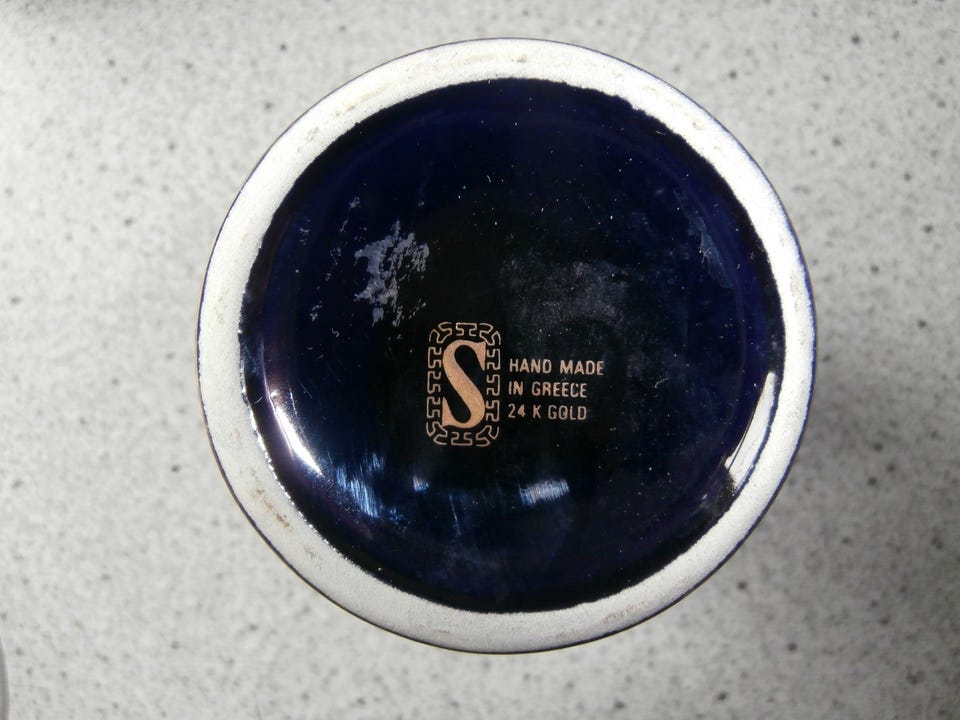 S
HAND MADE
IN GREECE
24 K GOLD